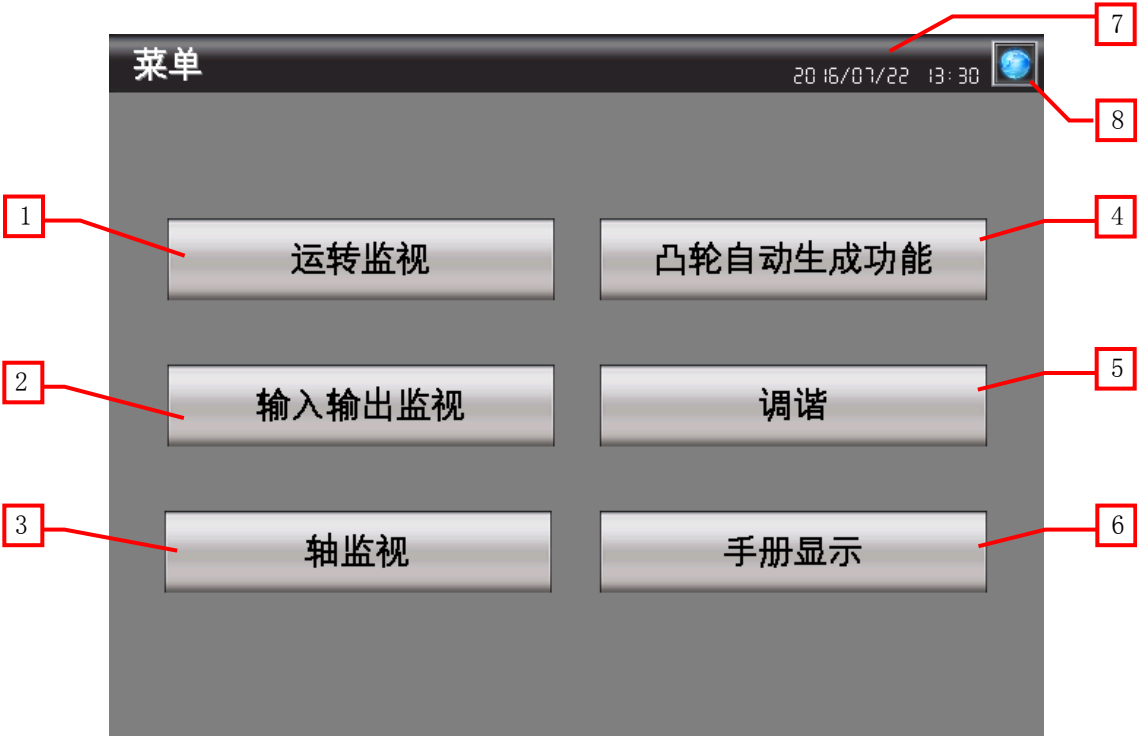 7
菜单
2016/07/22 13:30
8
1
运转监视
凸轮自动生成功能
4
2
输入输出监视
调谐
5
3
轴监视
手册显示
6